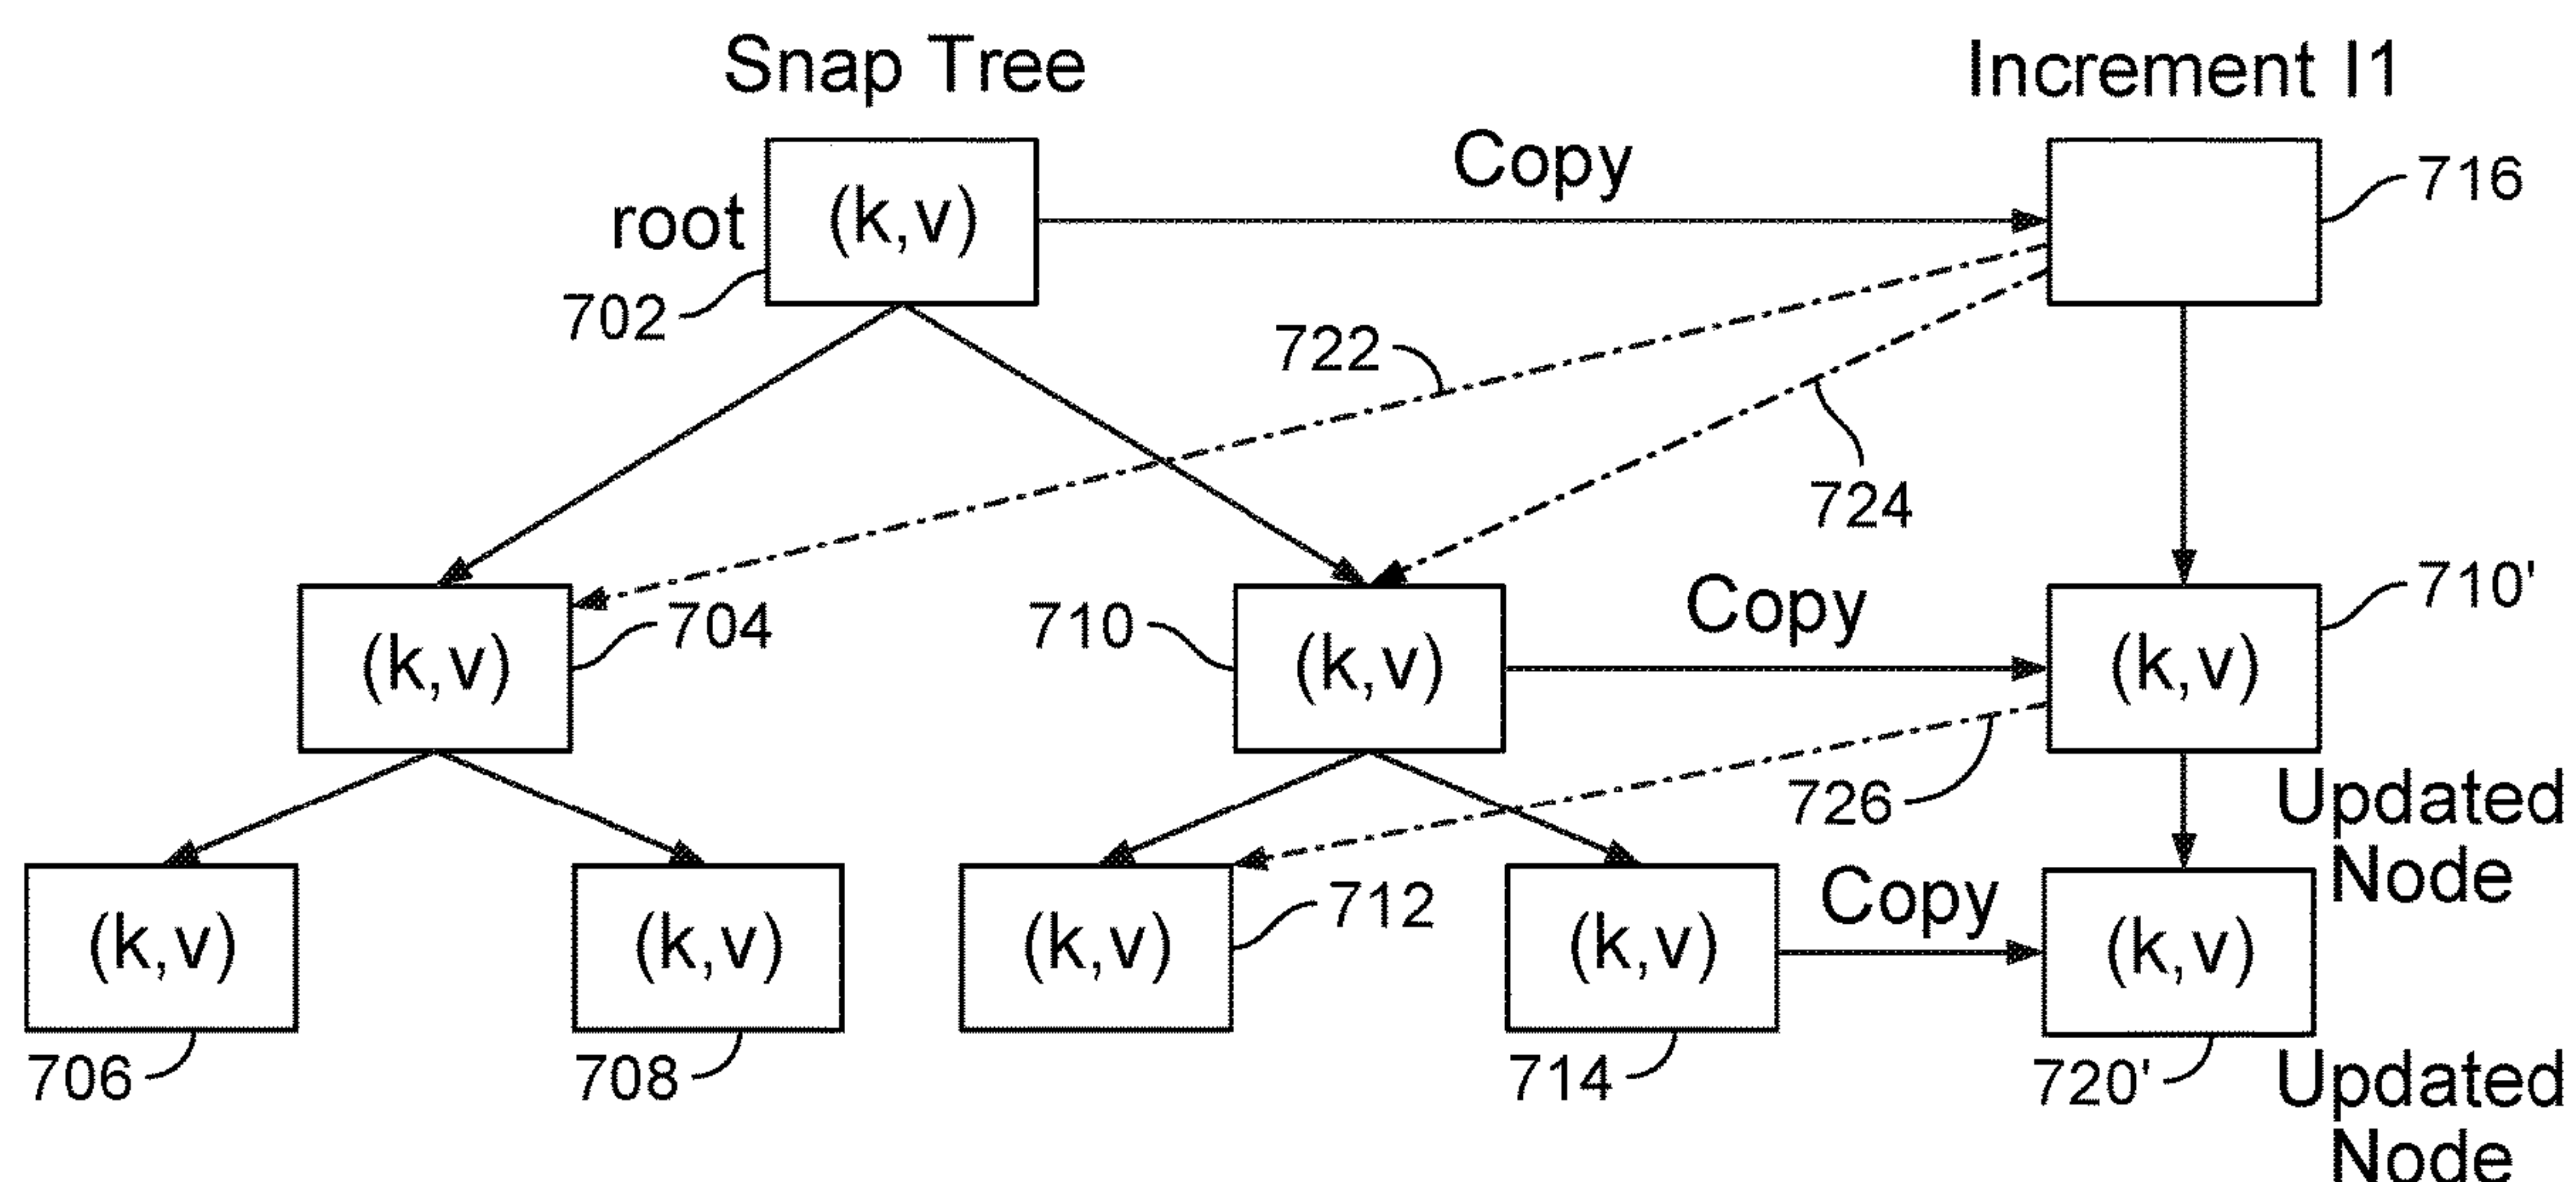 Snap Tree
Increment I1
root
(k,v)
Copy
716
702
722
724
(k,v)
704
710
(k,v)
Copy
(k,v)
710'
726
Updated
Node
(k,v)
706
(k,v)
708
(k,v)
712
(k,v)
714
Copy
(k,v)
720'
Updated
Node